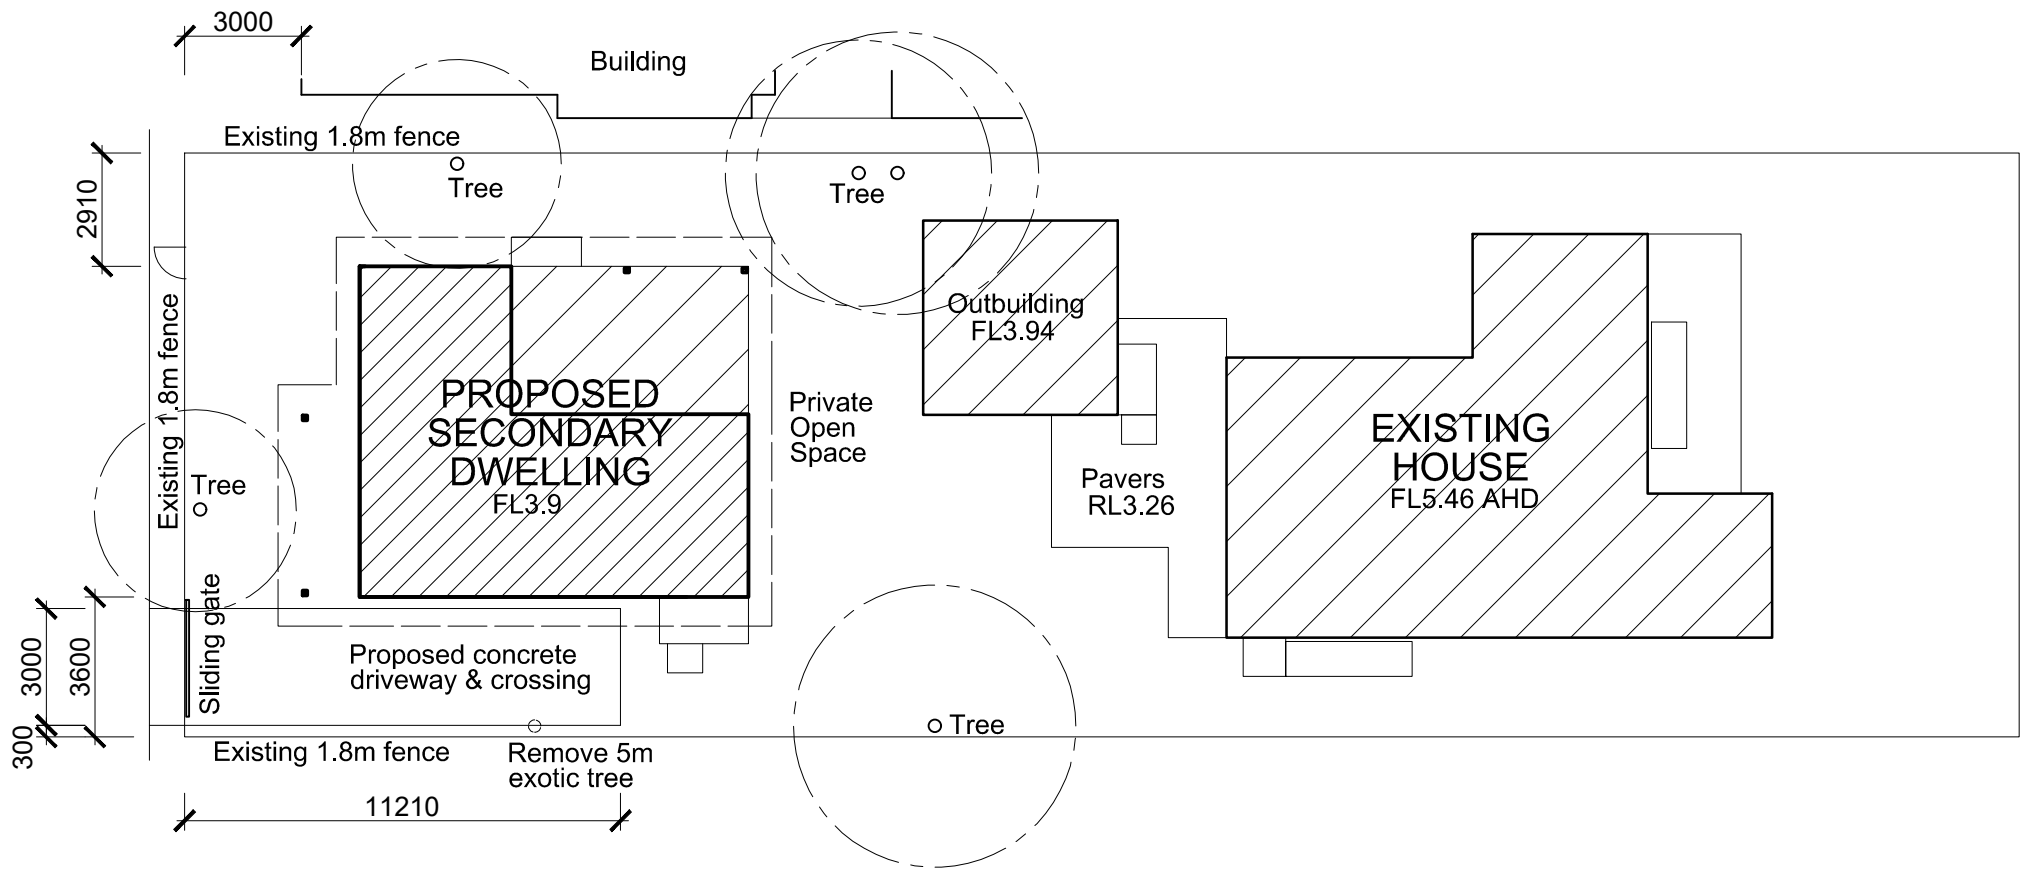 3000
Building
Existing 1.8m fence
Tree
Tree
2910
Existing 1.8m fence
Outbuilding
FL3.94
PROPOSED
SECONDARY
DWELLING
FL3.9
Private
Open
Space
EXISTING
HOUSE
FL5.46 AHD
Pavers
RL3.26
Tree
Sliding gate
3000
3600
300
Proposed concrete
driveway & crossing
Tree
Existing 1.8m fence
Remove 5m
exotic tree
11210